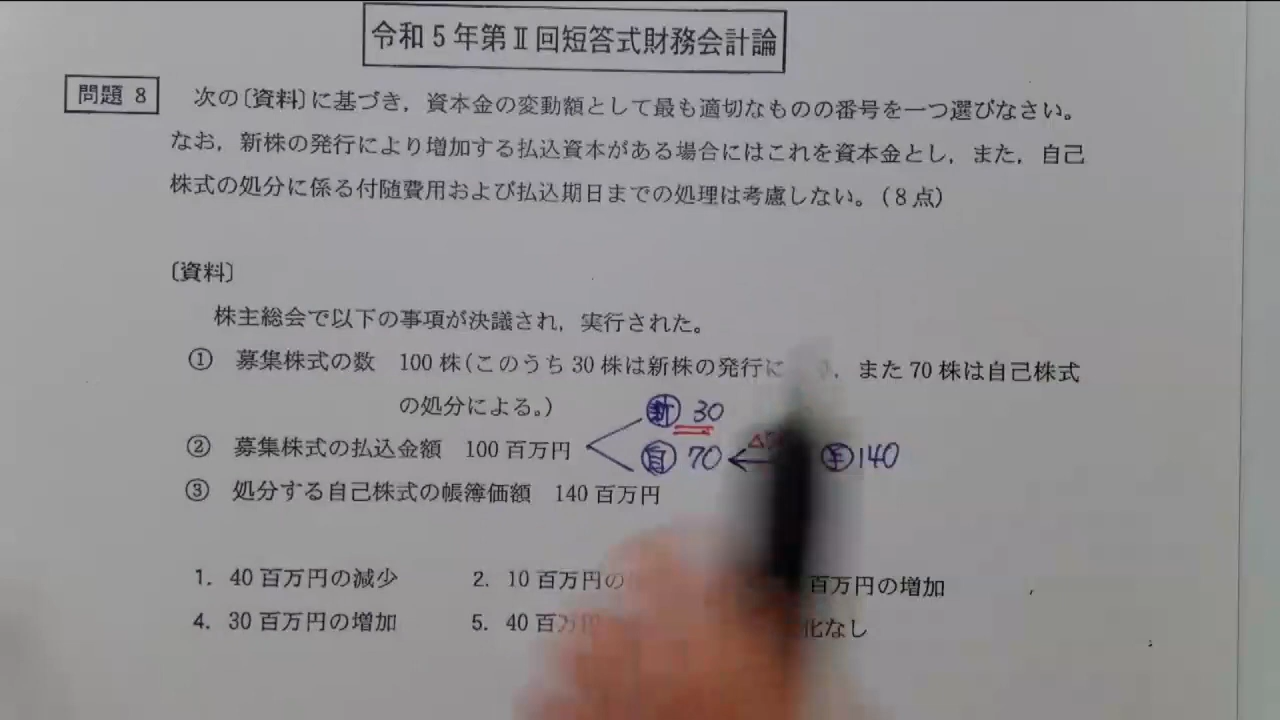 令和5年第Ⅱ回短答式財務会計論
問題 8 次の〔資料〕に基づき，資本金の変動額として最も適切なものの番号を一つ選びなさい。
なお，新株の発行により増加する払込資本がある場合にはこれを資本金とし，また，自己
株式の処分に係る付随費用および払込期日までの処理は考慮しない。（8点）
〔資料〕
株主総会で以下の事項が決議され，実行された。
① 募集株式の数 100株(このうち30株は新株の発行に ，また70株は自己株式
の処分による。)
新 30
② 募集株式の払込金額 100百万円
自 70 ← △ 140
③ 処分する自己株式の帳簿価額 140百万円
1. 40百万円の減少 2. 10百万円の 百万円の増加
4. 30百万円の増加 5. 40百万 化なし